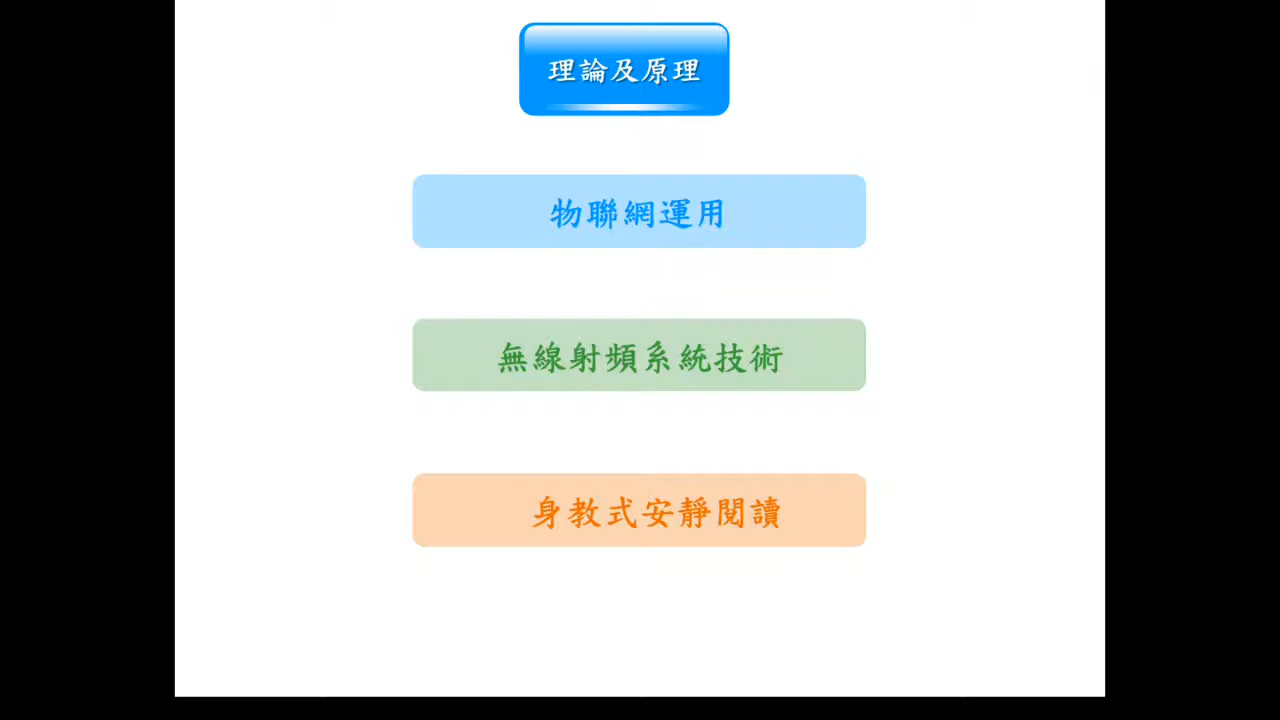 理論及原理
物聯網運用
無線射頻系統技術
身教式安靜閱讀